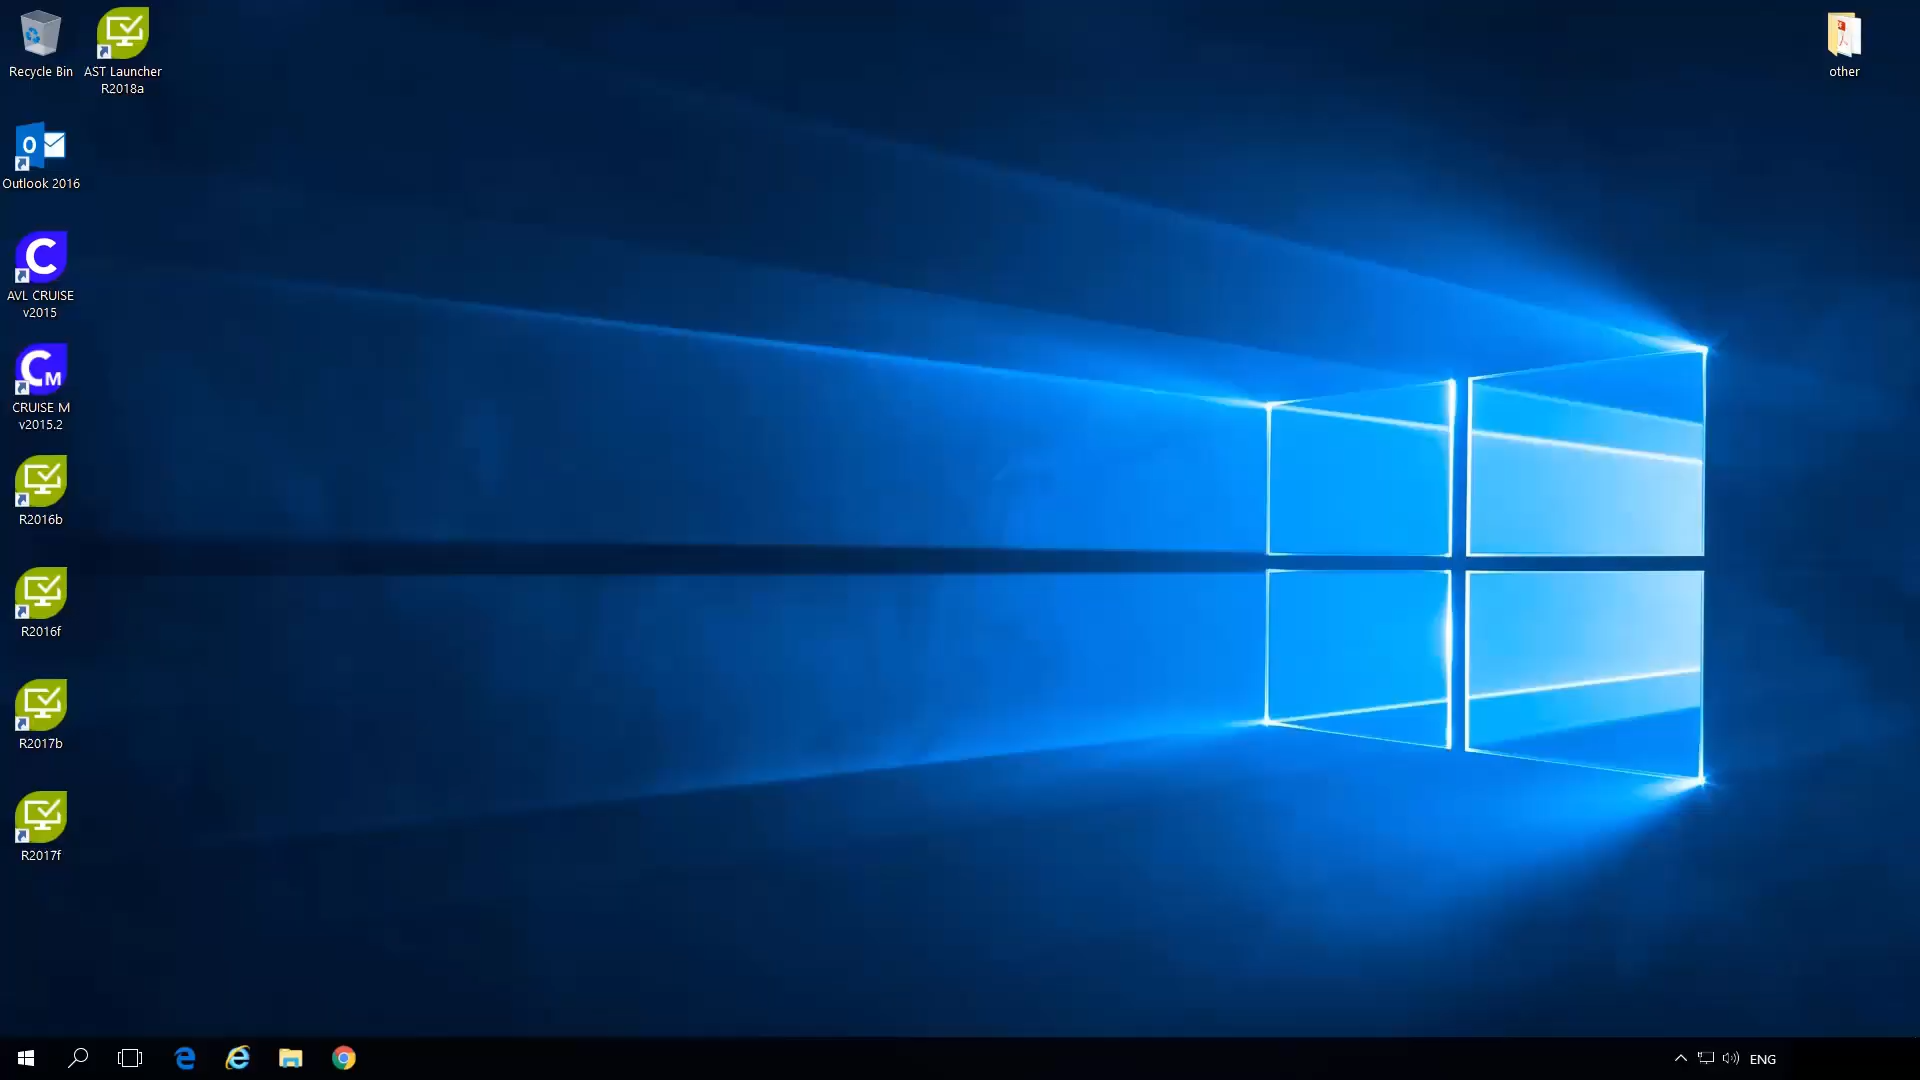 Recycle Bin
AST Launcher
R2018a
Outlook 2016
AVL CRUISE
v2015
CRUISE M
v2015.2
R2016b
R2016f
R2017b
R2017f
other
ENG